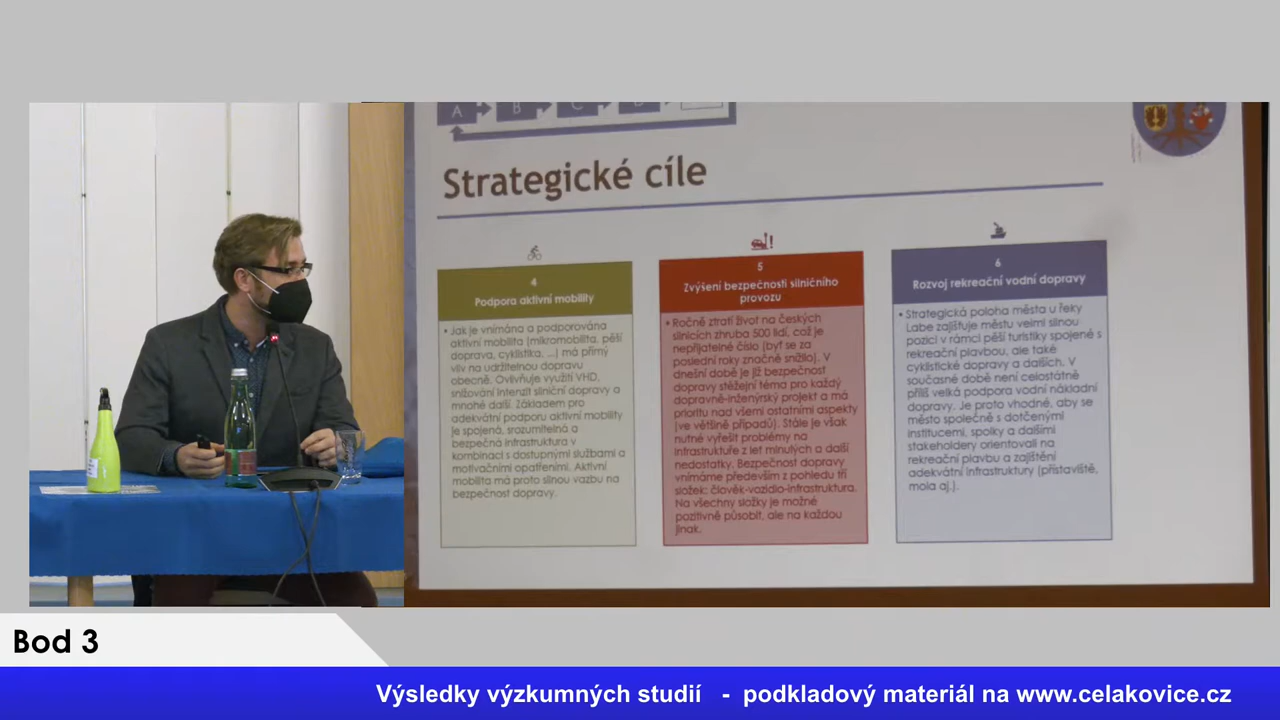 A B C
Strategické cíle
4
Podpora aktivní mobility
• Jak je vnímána a podporována
aktivní mobilita (mikromobilita, pěší
doprava, cyklistika, ...) má přímý
vliv na udržitelnou dopravu
obecně. Ovlivňuje využití VHD,
snižování intenzit silniční dopravy a
mnohé další. Základem pro
adekvátní podporu aktivní mobility
je spojená, srozumitelná a
bezpečná infrastruktura v
kombinaci s dostupnými službami a
motivačními opatřeními. Aktivní
mobilita má proto silnou vazbu na
bezpečnost dopravy.
5
Zvýšení bezpečnosti silničního
provozu
• Ročně ztratí život na českých
silnicích zhruba 500 lidí, což je
nepřijatelné číslo (byť se za
poslední roky značně snížilo). V
dnešní době je již bezpečnost
dopravy stěžejní téma pro každý
dopravně-inženýrský projekt a má
prioritu nad všemi ostatními aspekty
(ve většině případů). Stále je však
nutné vyřešit problémy na
infrastruktuře z let minulých a další
nedostatky. Bezpečnost dopravy
vnímáme především z pohledu tří
složek: člověk-vozidlo-infrastruktura.
Na všechny složky je možné
pozitivně působit, ale na každou
jinak.
6
Rozvoj rekreační vodní dopravy
• Strategická poloha města u řeky
Labe zajišťuje městu velmi silnou
pozici v rámci pěší turistiky spojené s
rekreační plavbou, ale také
cyklistické dopravy a dalších. V
současné době není celostátně
příliš velká podpora vodní nákladní
dopravy. Je proto vhodné, aby se
město společně s dotčenými
institucemi, spolky a dalšími
stakeholdery orientovali na
rekreační plavbu a zajištění
adekvátní infrastruktury (přístaviště,
mola aj.).
Bod 3
Výsledky výzkumných studií - podkladový materiál na www.celakovice.cz